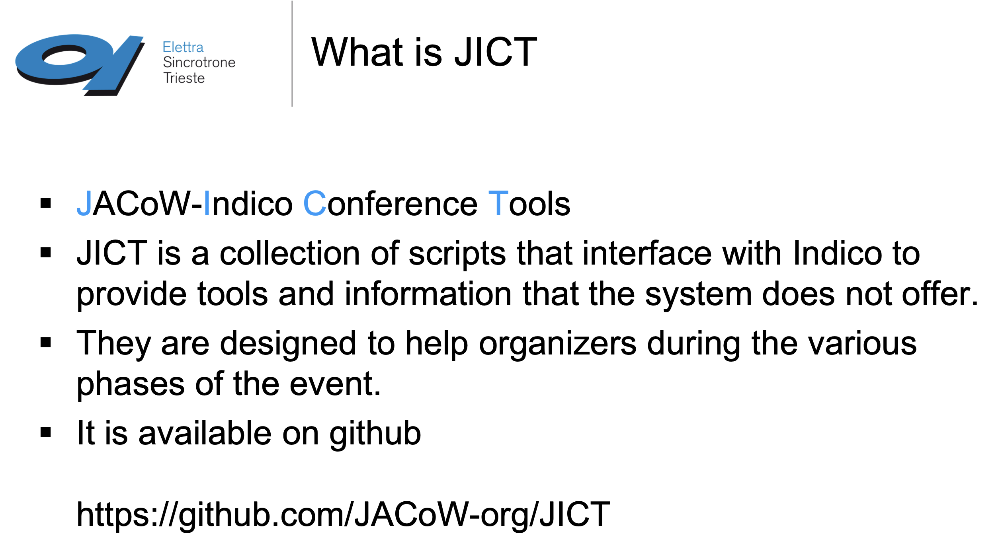 Elettra
Sincrotrone
Trieste
What is JICT
▪ JACoW-Indico Conference Tools
▪ JICT is a collection of scripts that interface with Indico to
provide tools and information that the system does not offer.
▪ They are designed to help organizers during the various
phases of the event.
▪ It is available on github
https://github.com/JACoW-org/JICT